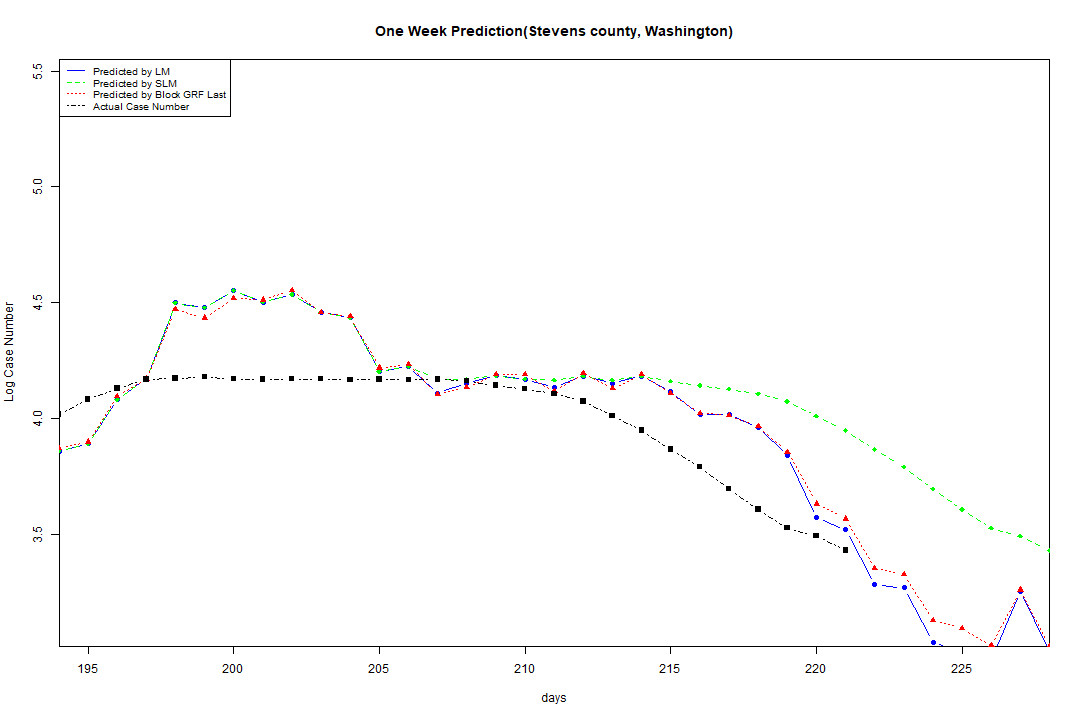 One Week Prediction(Stevens county, Washington)
Predicted by LM
Predicted by SLM
Predicted by Block GRF Last
Actual Case Number
5.5
5.0
4.5
4.0
3.5
Log Case Number
195 200 205 210 215 220 225
days